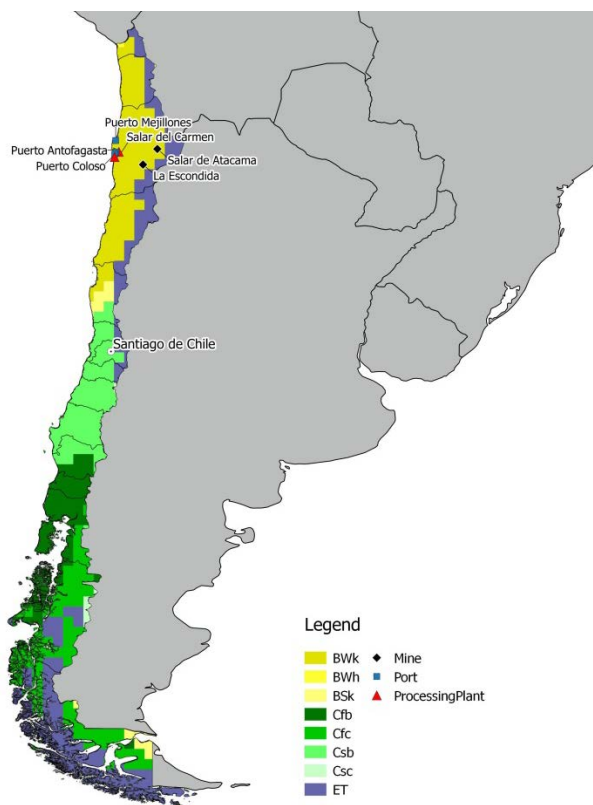 Puerto Mejillones
Salar del Carmen
Puerto Antofagasta
Salar de Atacama
Puerto Coloso
La Escondida
Santiago de Chile
Legend
BWk
Mine
BWh
Port
BSk
ProcessingPlant
Cfb
Cfc
Csb
Csc
ET